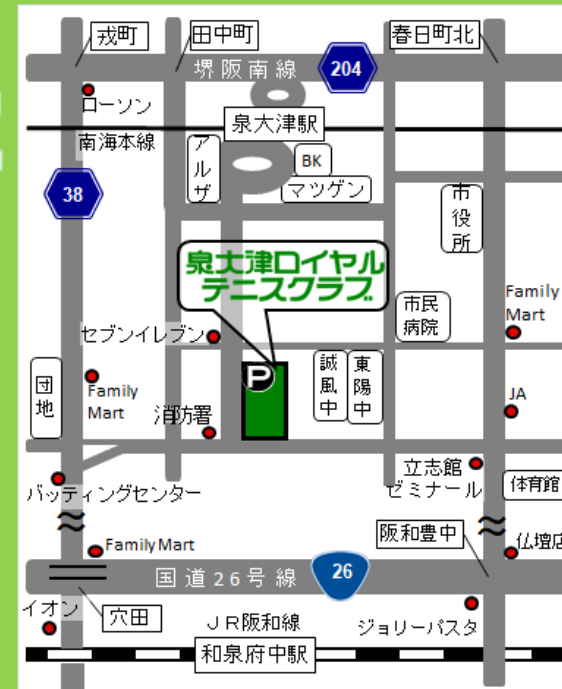 戎町
田中町
春日町北
堺阪南線
204
ローソン
泉大津駅
南海本線
アルザ
BK
マツゲン
38
市役所
泉大津ロイヤル
テニスクラブ
市民
病院
Family
Mart
セブンイレブン
P
誠風中
東陽中
団地
Family
Mart
消防署
JA
立志館
ゼミナール
体育館
バッティングセンター
阪和豊中
仏壇店
FamilyMart
国道26号線
26
イオン
穴田
JR阪和線
ジョリーパスタ
和泉府中駅